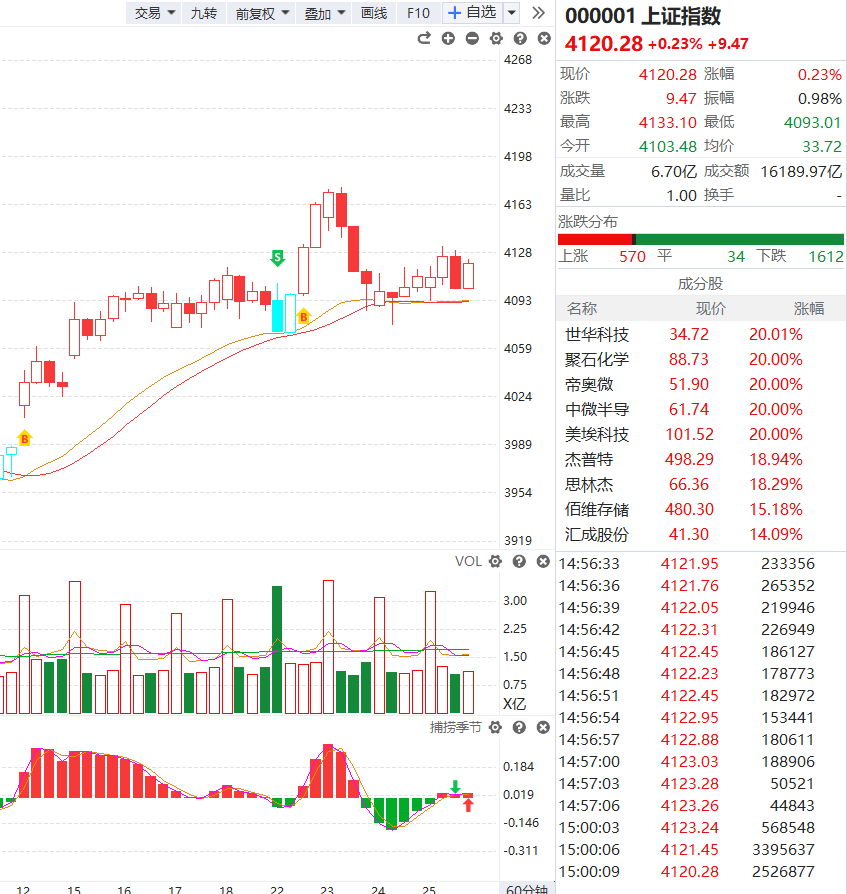 交易 九转 前复权 叠加 画线 F10 + 自选
4268
4233
4198
4163
4128
4093
4059
4024
3989
3954
3919
S
B
B
VOL
3.00
2.25
1.50
0.75
X亿
捕捞季节
0.184
0.019
-0.146
-0.311
12 15 16 17 18 22 23 24 25 60分钟
000001 上证指数
4120.28 +0.23% +9.47
现价 4120.28 涨幅 0.23%
涨跌 9.47 振幅 0.98%
最高 4133.10 最低 4093.01
今开 4103.48 均价 33.72
成交量 6.70亿 成交额 16189.97亿
量比 1.00 换手 -
涨跌分布
上涨 570 平 34 下跌 1612
成分股
名称 现价 涨幅
世华科技 34.72 20.01%
聚石化学 88.73 20.00%
帝奥微 51.90 20.00%
中微半导 61.74 20.00%
美埃科技 101.52 20.00%
杰普特 498.29 18.94%
思林杰 66.36 18.29%
佰维存储 480.30 15.18%
汇成股份 41.30 14.09%
14:56:33 4121.95 233356
14:56:36 4121.76 265352
14:56:39 4122.05 219946
14:56:42 4122.31 226949
14:56:45 4122.45 186127
14:56:48 4122.23 178773
14:56:51 4122.45 182972
14:56:54 4122.95 153441
14:56:57 4122.88 180611
14:57:00 4123.03 188906
14:57:03 4123.28 50521
14:57:06 4123.26 44843
15:00:03 4123.24 568548
15:00:06 4121.45 3395637
15:00:09 4120.28 2526877